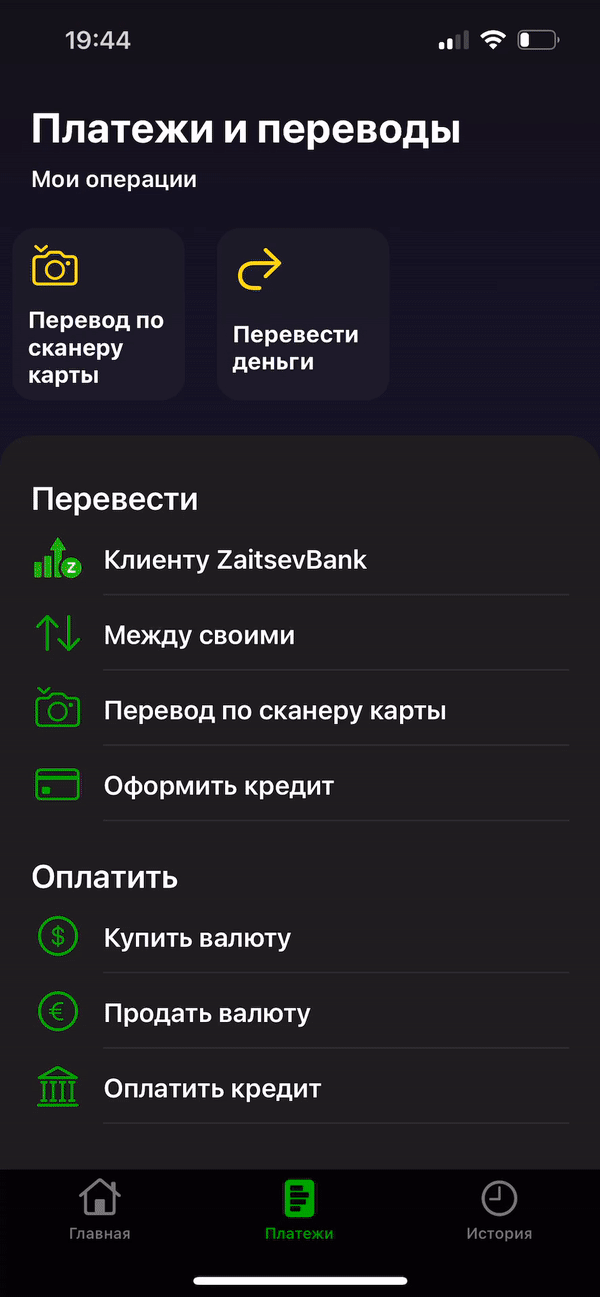 19:44
Платежи и переводы
Мои операции
Перевод по
сканеру
карты
Перевести
деньги
Перевести
Z
Клиенту ZaitsevBank
Между своими
Перевод по сканеру карты
Оформить кредит
Оплатить
$
Купить валюту
€
Продать валюту
Оплатить кредит
Главная
Платежи
История